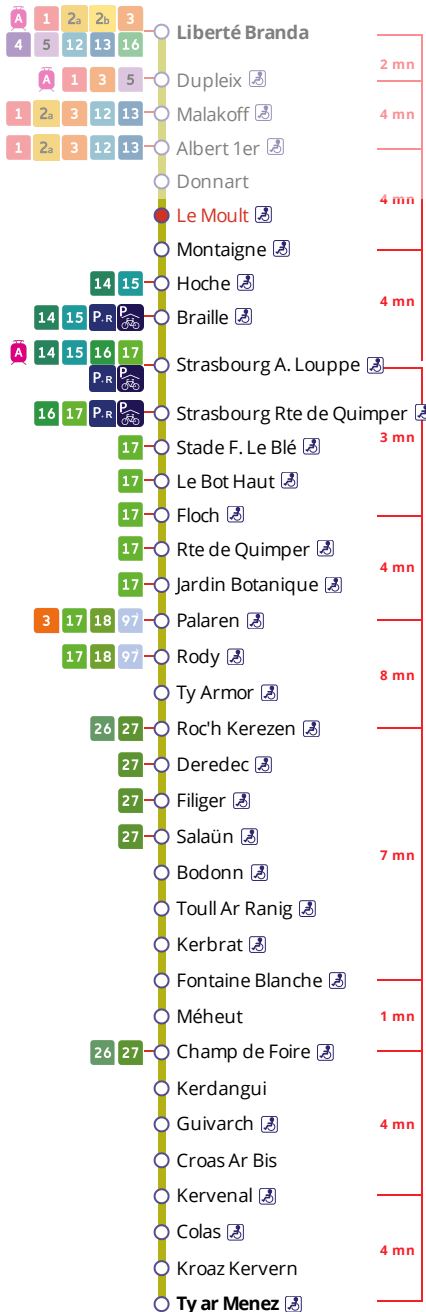 A 1 2a 2b 3
4 5 12 13 16
Liberté Branda
2 mn
A 1 3 5 Dupleix
1 2a 3 12 13 Malakoff
4 mn
1 2a 3 12 13 Albert 1er
Donnart
4 mn
Le Moult
Montaigne
14 15 Hoche
4 mn
14 15 P+R P Braille
A 14 15 16 17
P+R P
Strasbourg A. Louppe
16 17 P+R P Strasbourg Rte de Quimper
3 mn
17 Stade F. Le Blé
17 Le Bot Haut
17 Floch
17 Rte de Quimper
4 mn
17 Jardin Botanique
3 17 18 97 Palaren
17 18 97 Rody
8 mn
Ty Armor
26 27 Roc'h Kerezen
27 Deredec
27 Filiger
27 Salaün
7 mn
Bodonn
Toull Ar Ranig
Kerbrat
Fontaine Blanche
Méheut
1 mn
26 27 Champ de Foire
Kerdangui
Guivarch
4 mn
Croas Ar Bis
Kervenal
Colas
4 mn
Kroaz Kervern
Ty ar Menez